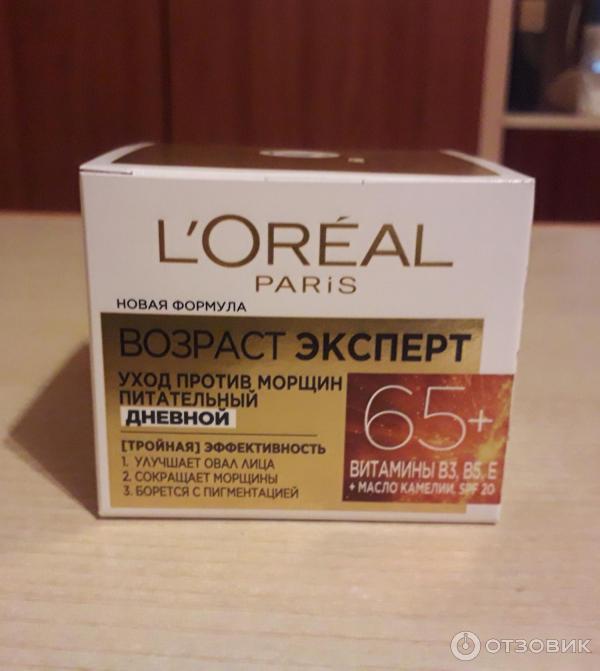 L'ORÉAL
PARiS
НОВАЯ ФОРМУЛА
ВОЗРАСТ ЭКСПЕРТ
УХОД ПРОТИВ МОРЩИН
ПИТАТЕЛЬНЫЙ
ДНЕВНОЙ
65+
ВИТАМИНЫ B3, B5, E
+ МАСЛО КАМЕЛИИ, SPF 20
[ТРОЙНАЯ] ЭФФЕКТИВНОСТЬ
1. УЛУЧШАЕТ ОВАЛ ЛИЦА
2. СОКРАЩАЕТ МОРЩИНЫ
3. БОРЕТСЯ С ПИГМЕНТАЦИЕЙ
ОТЗОВИК